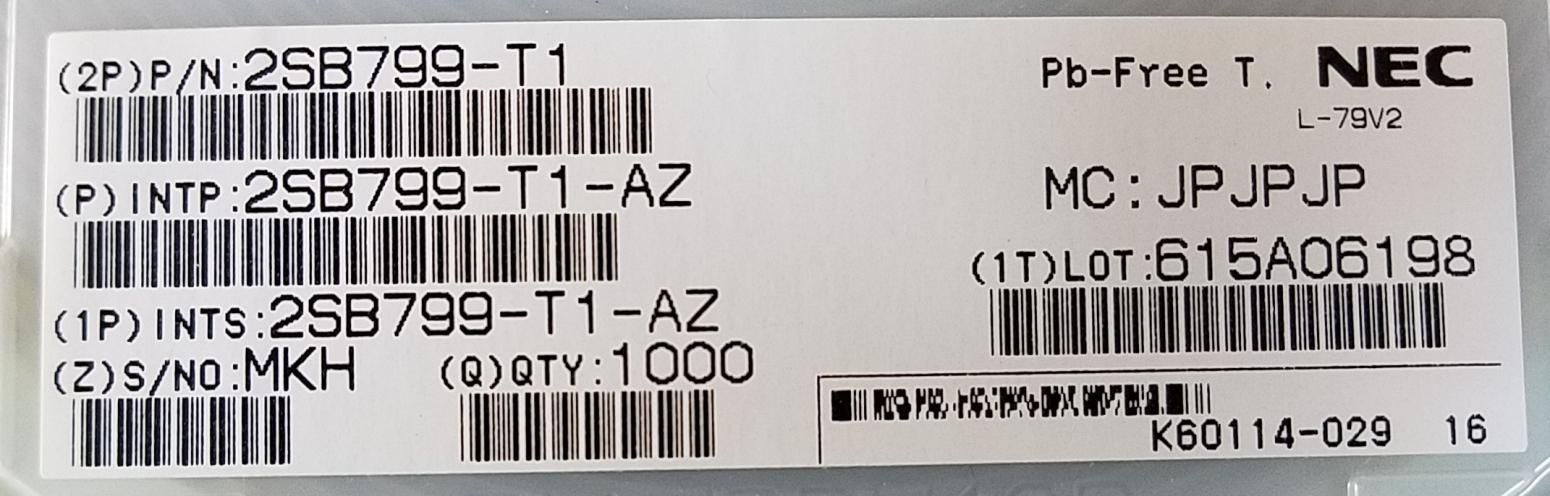 (2P)P/N:2SB799-T1
Pb-Free T. NEC
L-79V2
(P)INTP:2SB799-T1-AZ
MC:JPJPJP
(1T)LOT:615A06198
(1P)INTS:2SB799-T1-AZ
(Z)S/NO:MKH (Q)QTY:1000
K60114-029 16